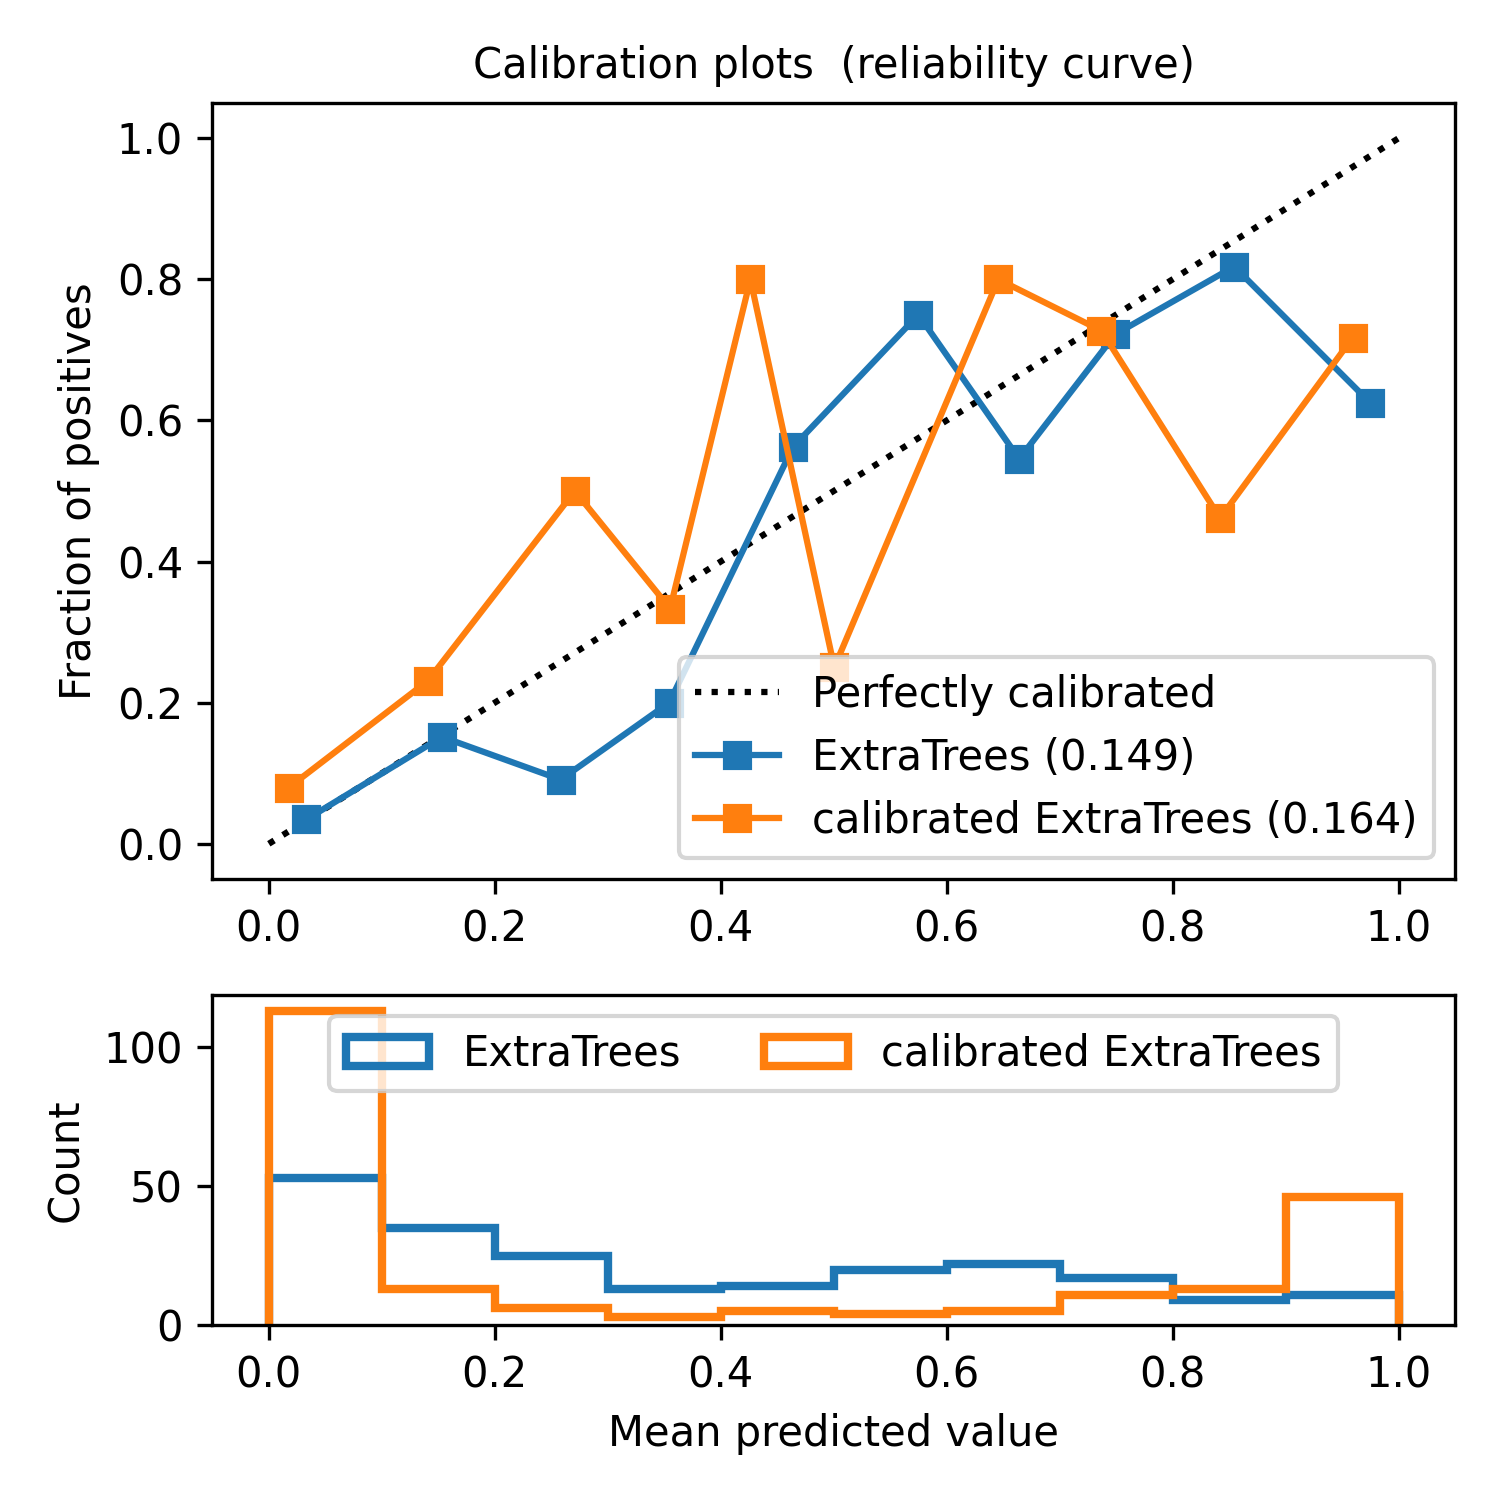 Calibration plots  (reliability curve)
1.0
0.8
0.6
0.4
0.2
0.0
Fraction of positives
Perfectly calibrated
ExtraTrees (0.149)
calibrated ExtraTrees (0.164)
0.0 0.2 0.4 0.6 0.8 1.0
100
50
0
Count
ExtraTrees calibrated ExtraTrees
0.0 0.2 0.4 0.6 0.8 1.0
Mean predicted value